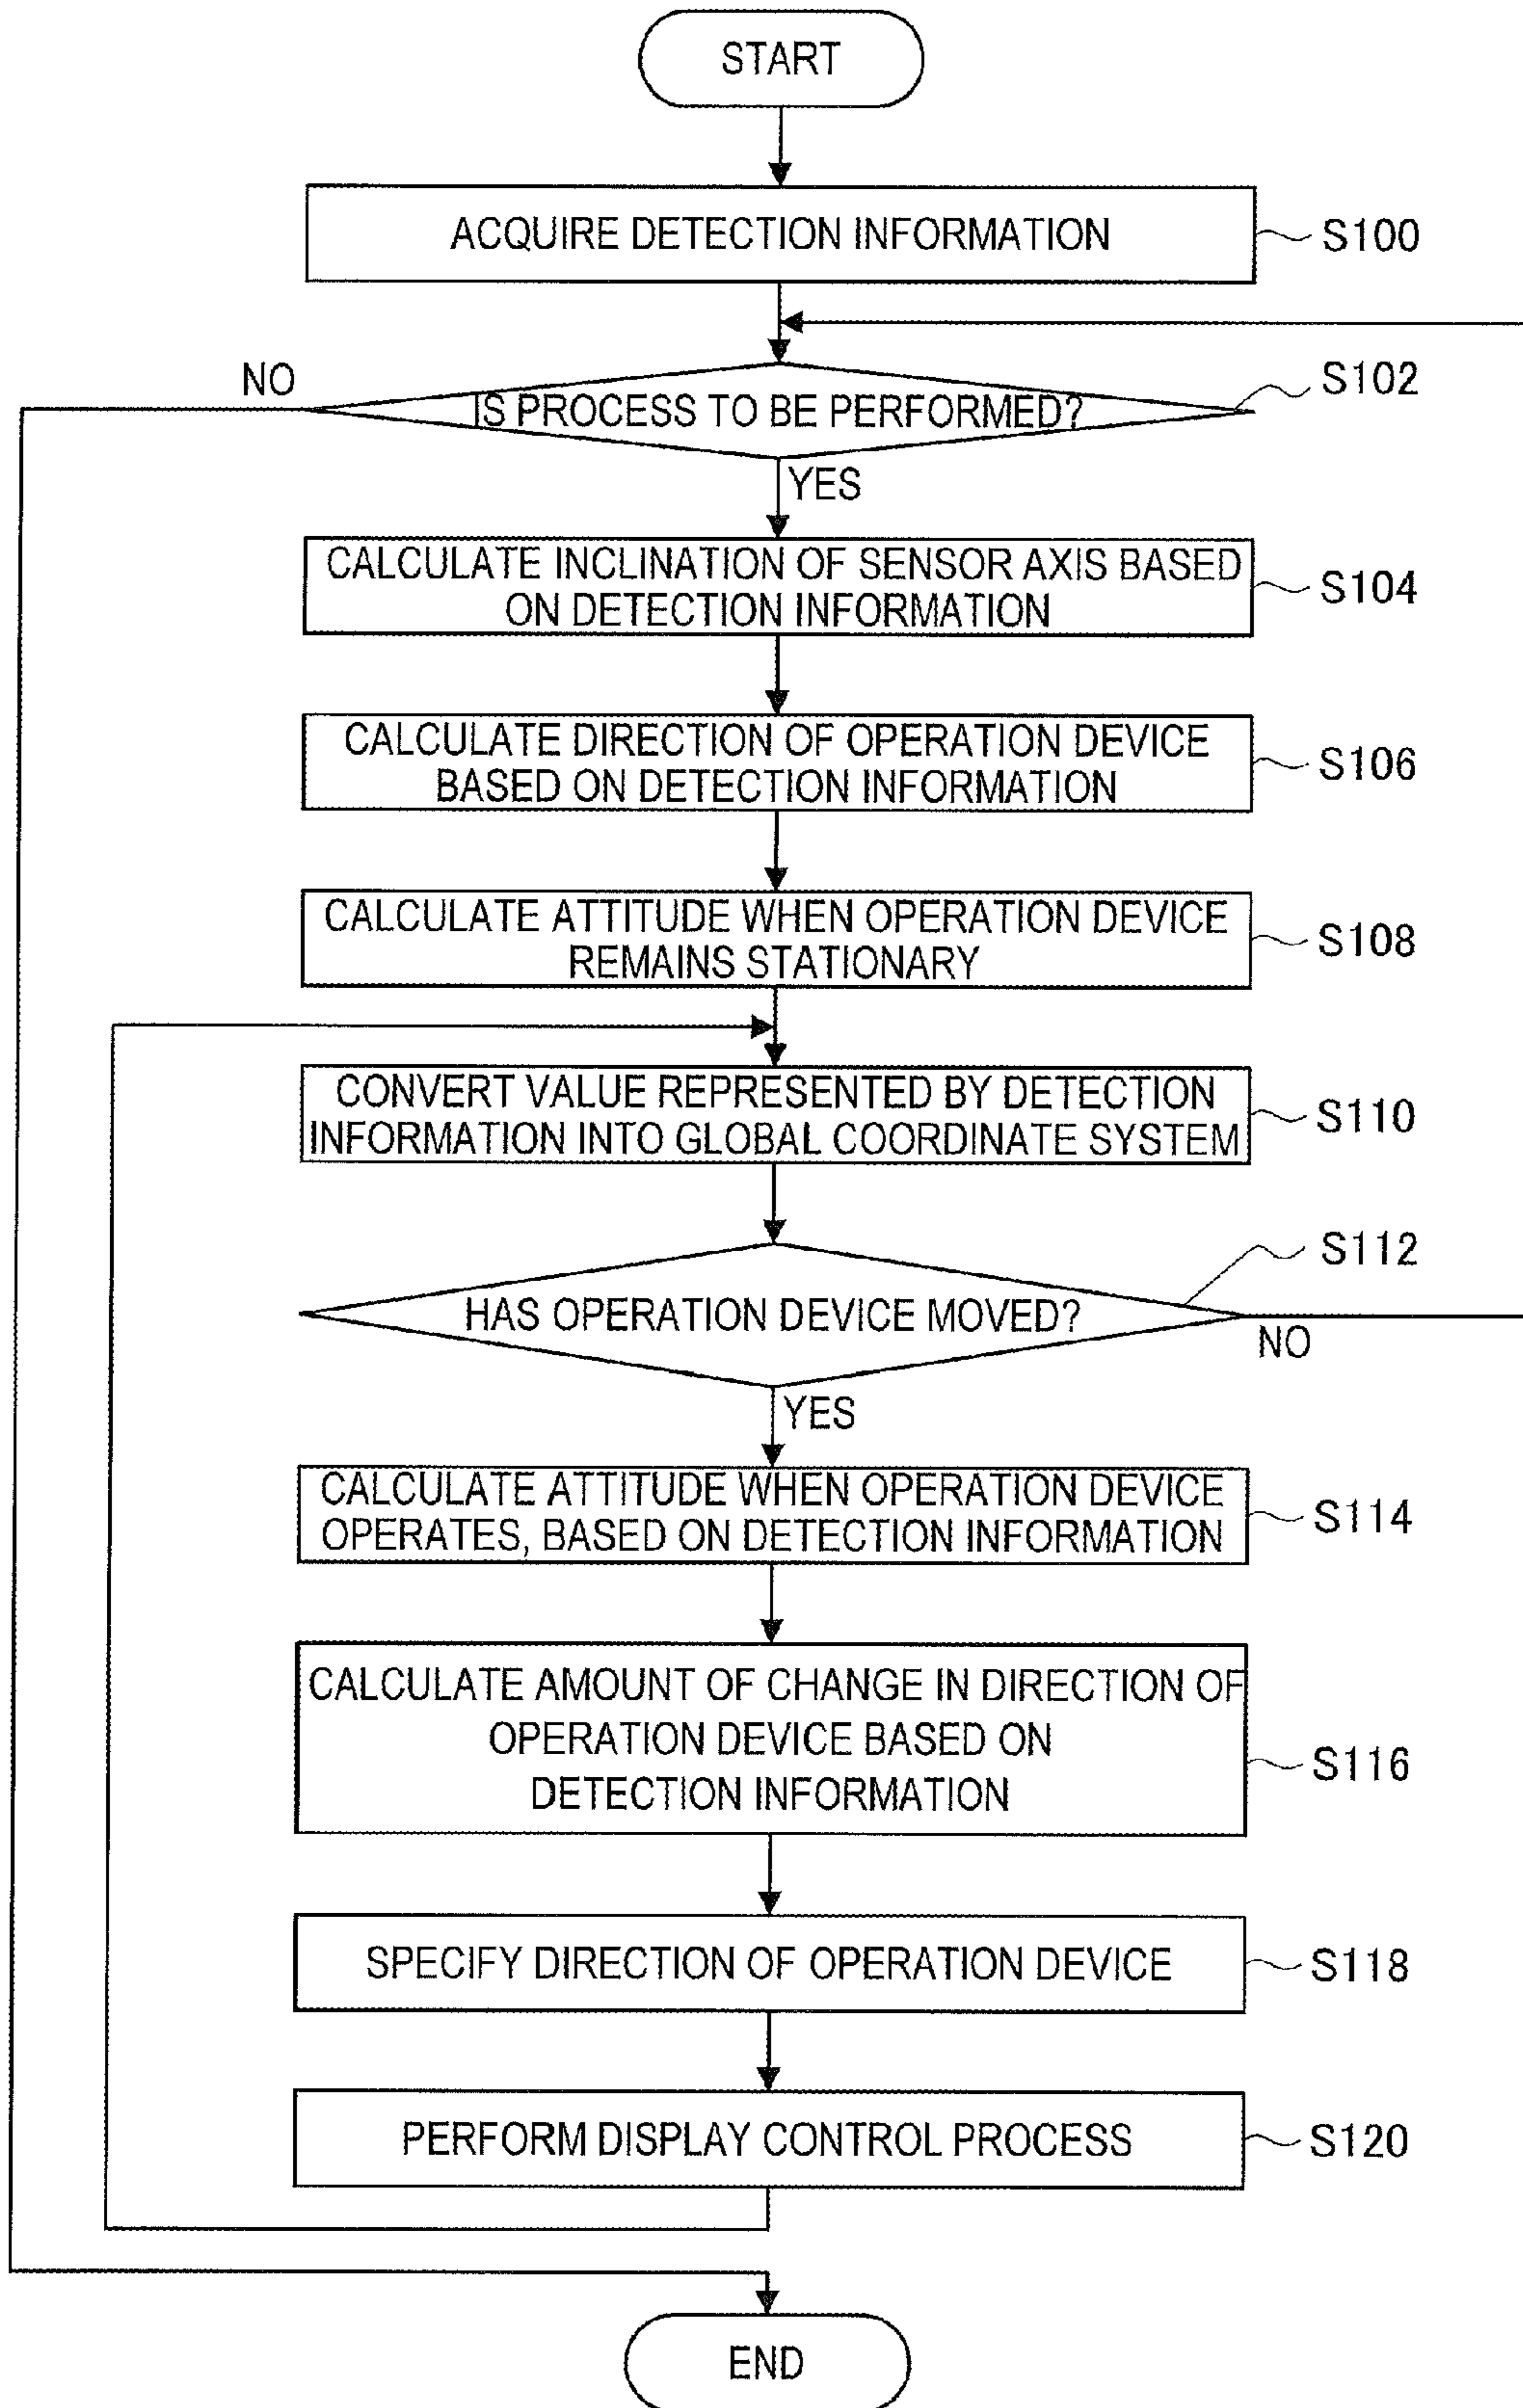 START
ACQUIRE DETECTION INFORMATION
S100
NO
IS PROCESS TO BE PERFORMED?
S102
YES
CALCULATE INCLINATION OF SENSOR AXIS BASED
ON DETECTION INFORMATION
S104
CALCULATE DIRECTION OF OPERATION DEVICE
BASED ON DETECTION INFORMATION
S106
CALCULATE ATTITUDE WHEN OPERATION DEVICE
REMAINS STATIONARY
S108
CONVERT VALUE REPRESENTED BY DETECTION
INFORMATION INTO GLOBAL COORDINATE SYSTEM
S110
S112
HAS OPERATION DEVICE MOVED?
NO
YES
CALCULATE ATTITUDE WHEN OPERATION DEVICE
OPERATES, BASED ON DETECTION INFORMATION
S114
CALCULATE AMOUNT OF CHANGE IN DIRECTION OF
OPERATION DEVICE BASED ON
DETECTION INFORMATION
S116
SPECIFY DIRECTION OF OPERATION DEVICE
S118
PERFORM DISPLAY CONTROL PROCESS
S120
END